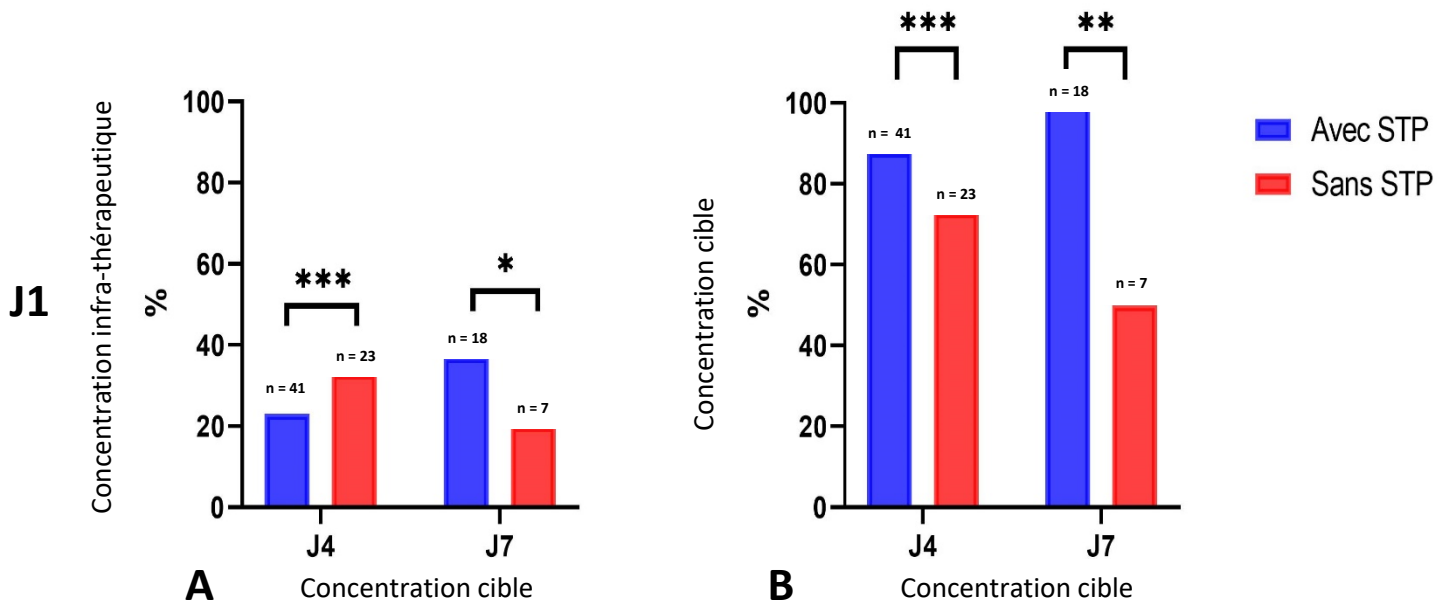 J1
Concentration infra-thérapeutique
%
100
80
60
40
20
0
***
*
n = 41
n = 23
n = 18
n = 7
J4
J7
A
Concentration cible
Concentration cible
%
100
80
60
40
20
0
***
**
n = 41
n = 23
n = 18
n = 7
J4
J7
B
Concentration cible
Avec STP
Sans STP